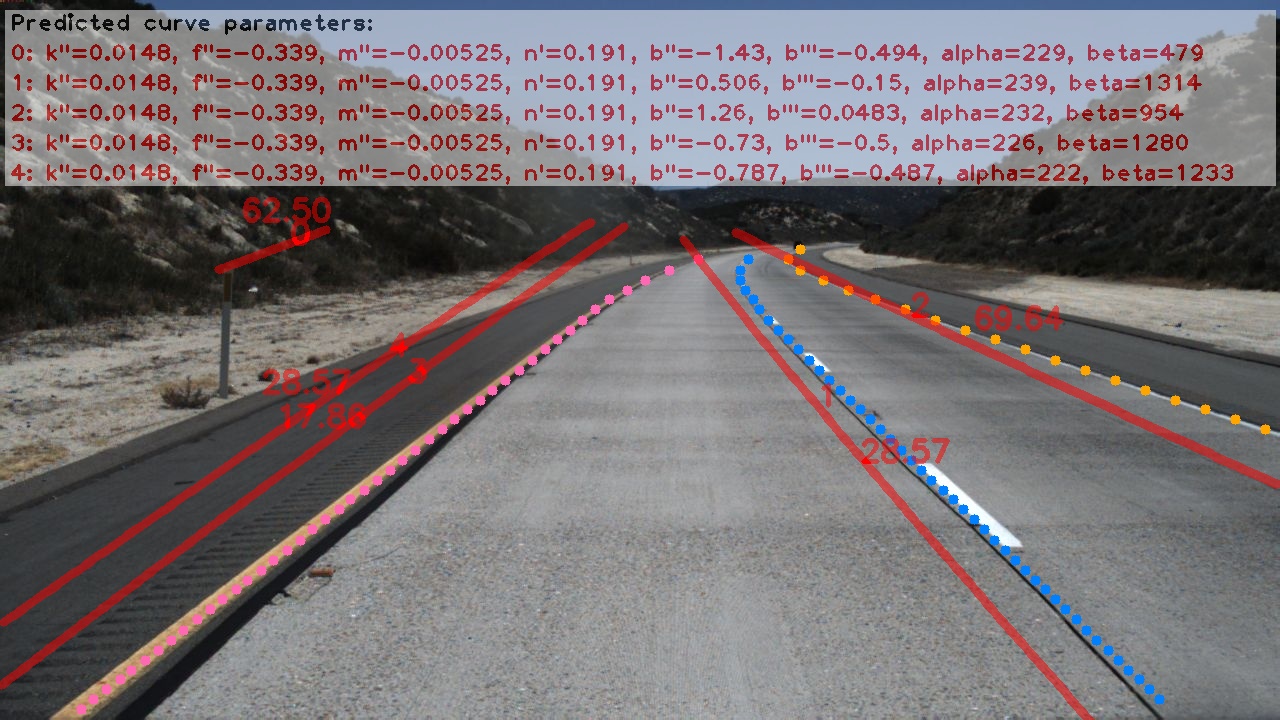 Predicted curve parameters:
0: k''=0.0148, f''=-0.339, m''=-0.00525, n'=0.191, b''=-1.43, b'''=-0.494, alpha=229, beta=479
1: k''=0.0148, f''=-0.339, m''=-0.00525, n'=0.191, b''=0.506, b'''=-0.15, alpha=239, beta=1314
2: k''=0.0148, f''=-0.339, m''=-0.00525, n'=0.191, b''=1.26, b'''=0.0483, alpha=232, beta=954
3: k''=0.0148, f''=-0.339, m''=-0.00525, n'=0.191, b''=-0.73, b'''=-0.5, alpha=226, beta=1280
4: k''=0.0148, f''=-0.339, m''=-0.00525, n'=0.191, b''=-0.787, b'''=-0.487, alpha=222, beta=1233
62.50
0
2
69.64
4
3
28.57
1
17.86
28.57